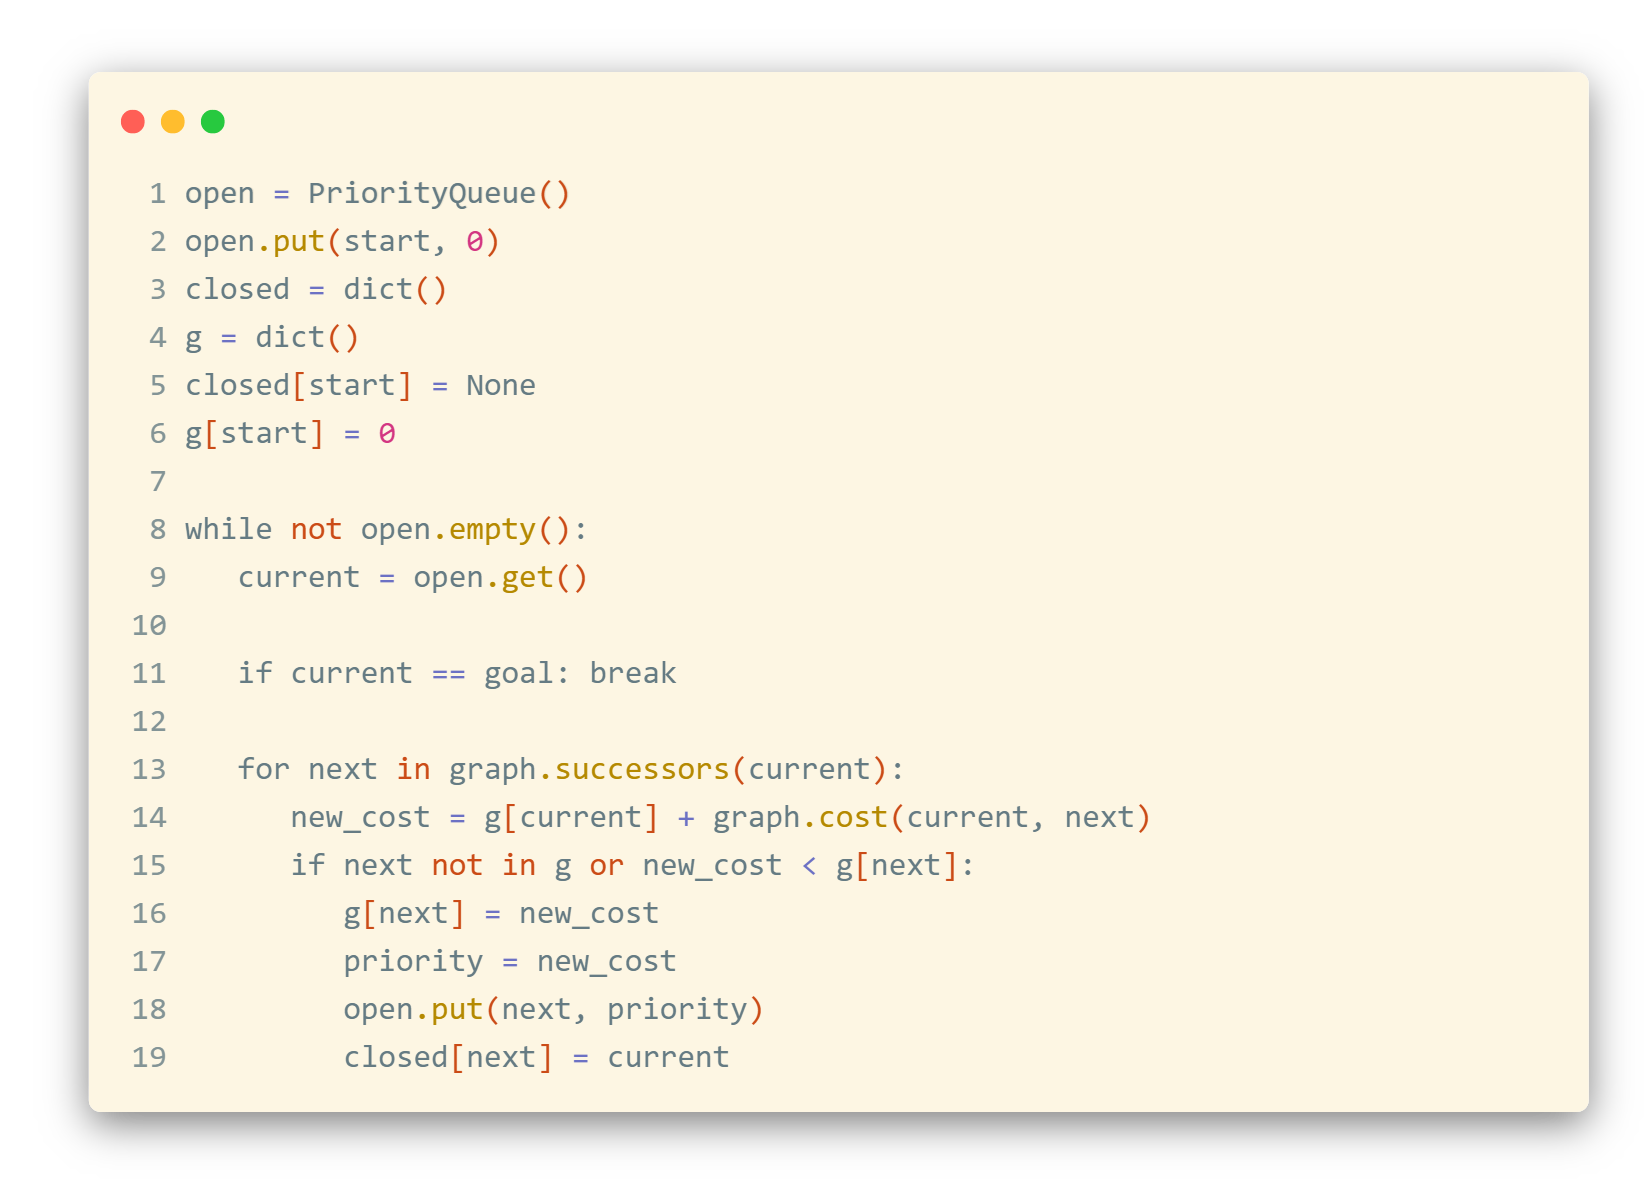 1 open = PriorityQueue()
2 open.put(start, 0)
3 closed = dict()
4 g = dict()
5 closed[start] = None
6 g[start] = 0
7
8 while not open.empty():
9    current = open.get()
10
11    if current == goal: break
12
13    for next in graph.successors(current):
14       new_cost = g[current] + graph.cost(current, next)
15       if next not in g or new_cost < g[next]:
16          g[next] = new_cost
17          priority = new_cost
18          open.put(next, priority)
19          closed[next] = current